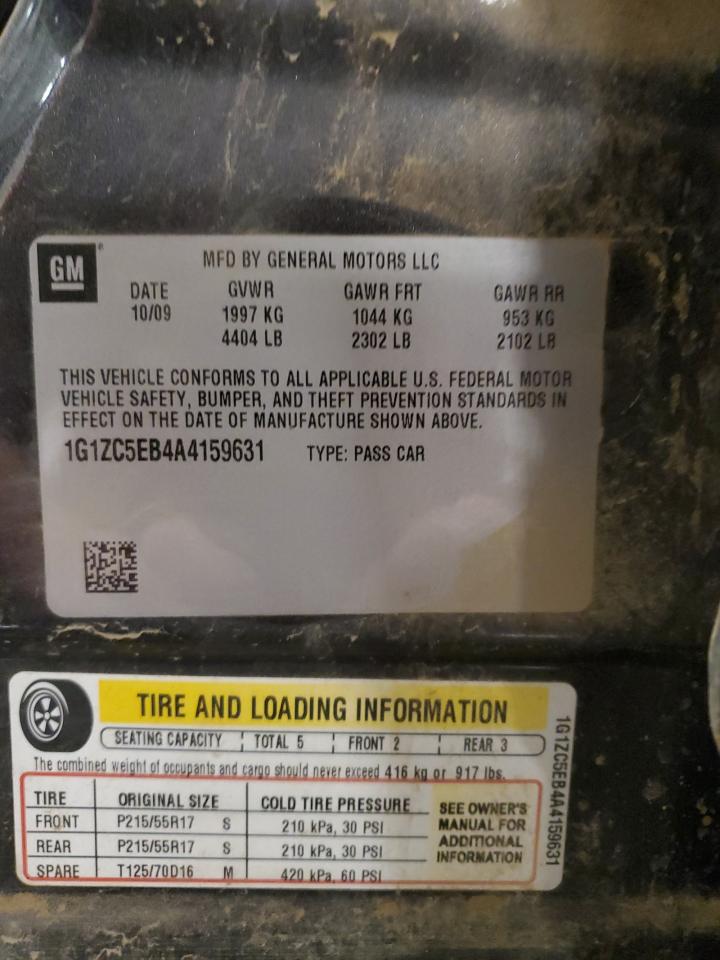 GM
MFD BY GENERAL MOTORS LLC
DATE GVWR GAWR FRT GAWR RR
10/09 1997 KG 1044 KG 953 KG
4404 LB 2302 LB 2102 LB
THIS VEHICLE CONFORMS TO ALL APPLICABLE U.S. FEDERAL MOTOR
VEHICLE SAFETY, BUMPER, AND THEFT PREVENTION STANDARDS IN
EFFECT ON THE DATE OF MANUFACTURE SHOWN ABOVE.
1G1ZC5EB4A4159631 TYPE: PASS CAR
TIRE AND LOADING INFORMATION
SEATING CAPACITY TOTAL 5 FRONT 2 REAR 3
The combined weight of occupants and cargo should never exceed 416 kg or 917 lbs.
TIRE ORIGINAL SIZE COLD TIRE PRESSURE
FRONT P215/55R17 S 210 kPa, 30 PSI
REAR P215/55R17 S 210 kPa, 30 PSI
SPARE T125/70D16 M 420 kPa, 60 PSI
SEE OWNER'S
MANUAL FOR
ADDITIONAL
INFORMATION
1G1ZC5EB4A4159631